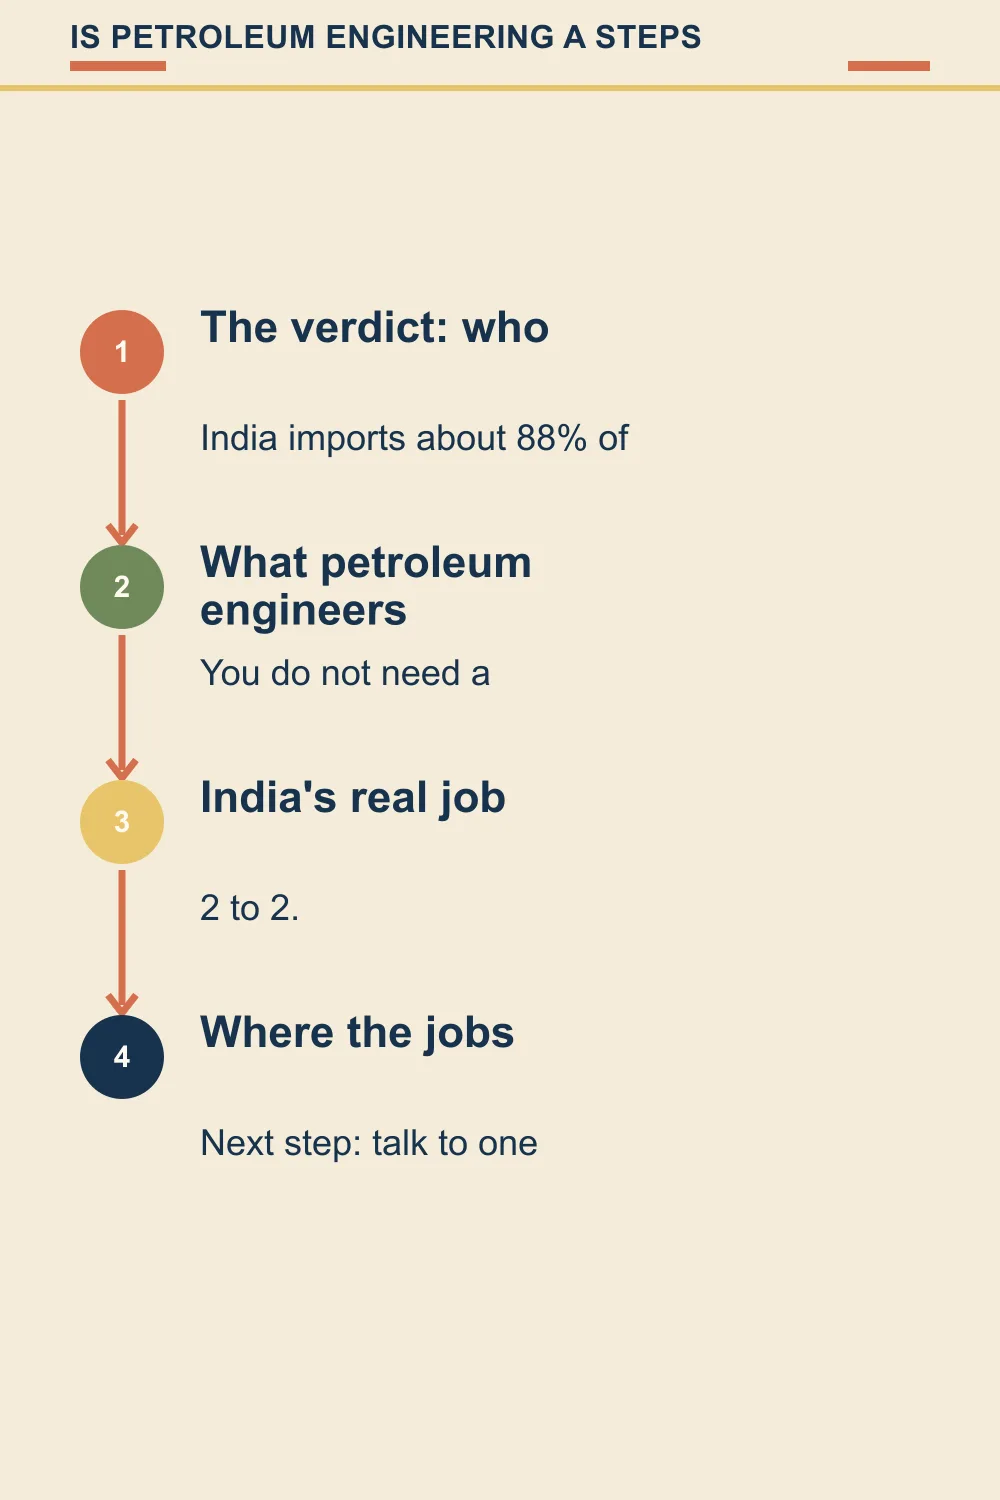 IS PETROLEUM ENGINEERING A STEPS
1
The verdict: who
India imports about 88% of
2
What petroleum
engineers
You do not need a
3
India's real job
2 to 2.
4
Where the jobs
Next step: talk to one